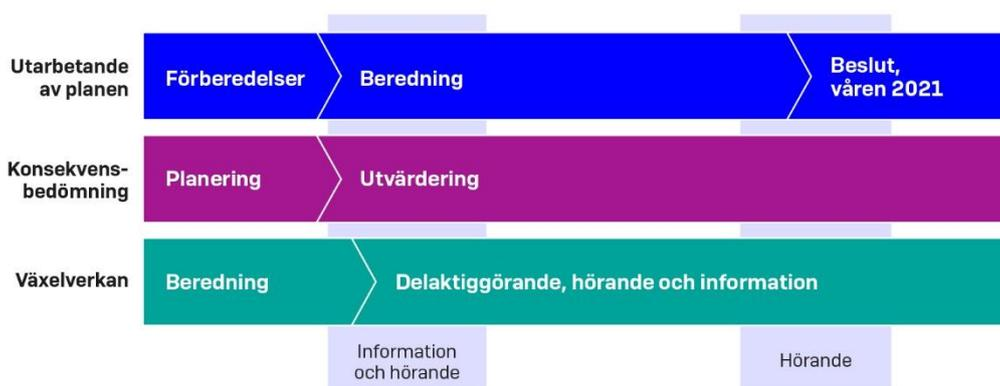 Utarbetande
av planen
Förberedelser
Beredning
Beslut,
våren 2021
Konsekvens-
bedömning
Planering
Utvärdering
Växelverkan
Beredning
Delaktiggörande, hörande och information
Information
och hörande
Hörande